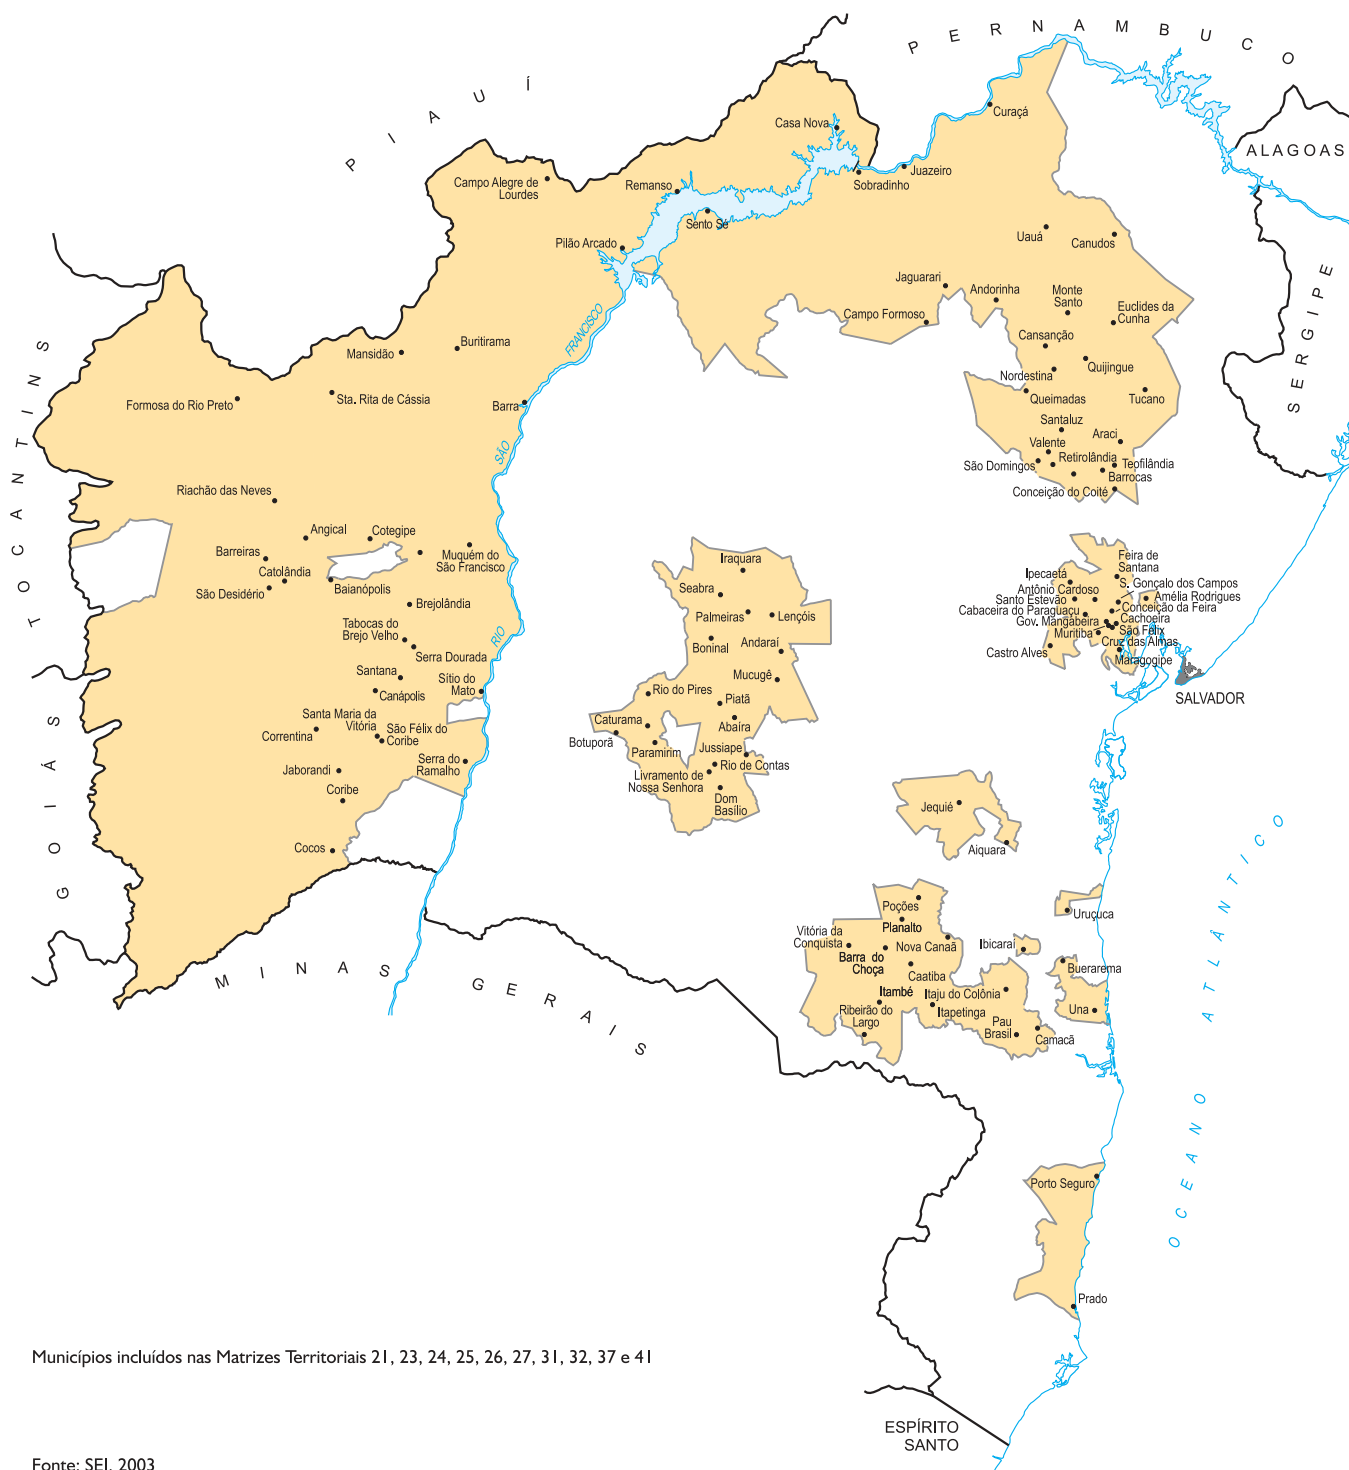 PERNAMBUCO
PIAUÍ
ALAGOAS
SERGIPE
TOCANTINS
GOIÁS
MINAS GERAIS
ESPÍRITO
SANTO
OCEANO ATLÂNTICO
RIO SÃO FRANCISCO
SALVADOR
Curaçá
Casa Nova
Juazeiro
Sobradinho
Campo Alegre de
Lourdes
Remanso
Sento Sé
Pilão Arcado
Uauá
Canudos
Jaguarari
Andorinha
Monte
Santo
Euclides da
Cunha
Campo Formoso
Cansanção
Quijingue
Nordestina
Queimadas
Tucano
Santaluz
Araci
Valente
Retirolândia
Teofilândia
São Domingos
Barrocas
Conceição do Coité
Mansidão
Buritirama
Formosa do Rio Preto
Sta. Rita de Cássia
Barra
Riachão das Neves
Angical
Cotegipe
Barreiras
Muquém do
São Francisco
Catolândia
São Desidério
Baianópolis
Brejolândia
Tabocas do
Brejo Velho
Serra Dourada
Santana
Sítio do
Mato
Canápolis
Santa Maria da
Vitória
São Félix do
Coribe
Correntina
Serra do
Ramalho
Jaborandi
Coribe
Cocos
Iraquara
Seabra
Palmeiras
Lençóis
Boninal
Andaraí
Mucugê
Rio do Pires
Piatã
Abaíra
Caturama
Botuporã
Paramirim
Jussiape
Rio de Contas
Livramento de
Nossa Senhora
Dom
Basílio
Feira de
Santana
Ipecaetá
S. Gonçalo dos Campos
Antônio Cardoso
Amélia Rodrigues
Santo Estevão
Conceição da Feira
Cabaceira do Paraguaçu
Cachoeira
Gov. Mangabeira
São Félix
Muritiba
Cruz das Almas
Castro Alves
Maragogipe
Jequié
Aiquara
Poções
Planalto
Vitória da
Conquista
Nova Canaã
Barra do
Choça
Caatiba
Ibicaraí
Uruçuca
Buerarema
Itambé
Itaju do Colônia
Ribeirão do
Largo
Itapetinga
Una
Pau
Brasil
Camacã
Porto Seguro
Prado
Municípios incluídos nas Matrizes Territoriais 21, 23, 24, 25, 26, 27, 31, 32, 37 e 41
Fonte: SEI, 2003